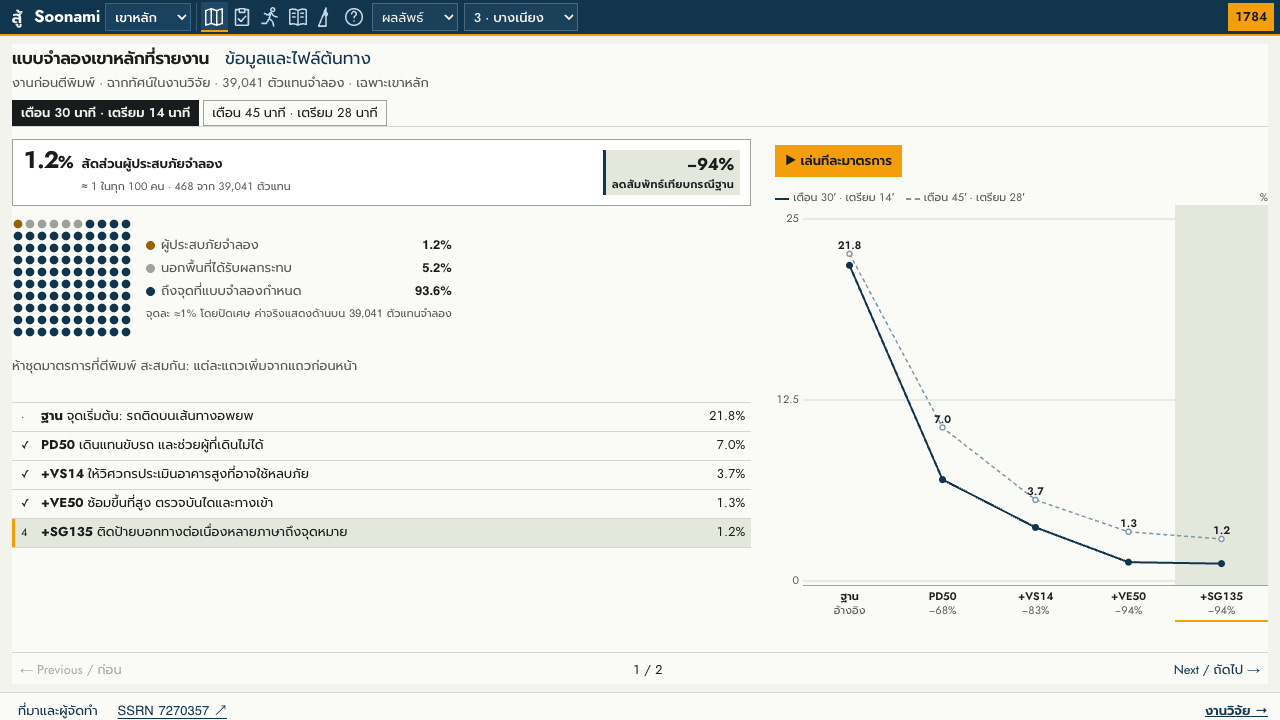 สู้ Soonami เขาหลัก ผลลัพธ์ 3 · บางเนียง 1784
แบบจำลองเขาหลักที่รายงาน ข้อมูลและไฟล์ต้นทาง
งานก่อนตีพิมพ์ · ฉากทัศน์ในงานวิจัย · 39,041 ตัวแทนจำลอง · เฉพาะเขาหลัก
เตือน 30 นาที · เตรียม 14 นาที เตือน 45 นาที · เตรียม 28 นาที
1.2% สัดส่วนผู้ประสบภัยจำลอง
≈ 1 ในทุก 100 คน · 468 จาก 39,041 ตัวแทน
−94%
ลดสัมพัทธ์เทียบกรณีฐาน
ผู้ประสบภัยจำลอง 1.2%
นอกพื้นที่ได้รับผลกระทบ 5.2%
ถึงจุดที่แบบจำลองกำหนด 93.6%
จุดละ ≈1% โดยปัดเศษ ค่าจริงแสดงด้านบน 39,041 ตัวแทนจำลอง
ห้าชุดมาตรการที่ตีพิมพ์ สะสมกัน: แต่ละแถวเพิ่มจากแถวก่อนหน้า
· ฐาน จุดเริ่มต้น: รถติดบนเส้นทางอพยพ 21.8%
✓ PD50 เดินแทนขับรถ และช่วยผู้ที่เดินไม่ได้ 7.0%
✓ +VS14 ให้วิศวกรประเมินอาคารสูงที่อาจใช้หลบภัย 3.7%
✓ +VE50 ซ้อมขึ้นที่สูง ตรวจบันไดและทางเข้า 1.3%
4 +SG135 ติดป้ายบอกทางต่อเนื่องหลายภาษาถึงจุดหมาย 1.2%
▶ เล่นทีละมาตรการ
เตือน 30′ · เตรียม 14′ เตือน 45′ · เตรียม 28′ %
25
21.8
12.5
7.0
3.7
1.3
1.2
0
ฐาน PD50 +VS14 +VE50 +SG135
อ้างอิง −68% −83% −94% −94%
← Previous / ก่อน 1 / 2 Next / ถัดไป →
ที่มาและผู้จัดทำ SSRN 7270357 ↗ งานวิจัย →